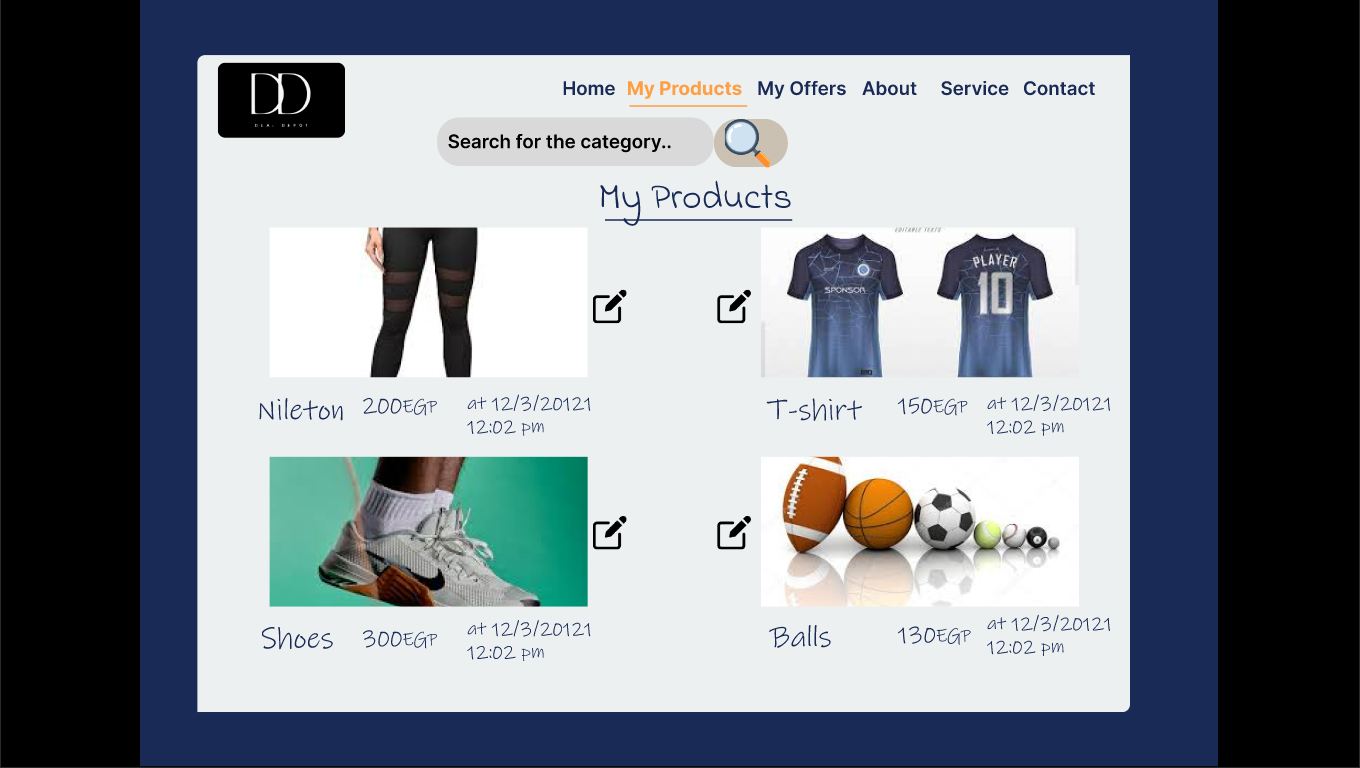 DD
DEAL DEPOT
Home My Products My Offers About Service Contact
Search for the category..
My Products
EDITABLE TEXTS
SPONSOR
PLAYER
10
Nileton 200EGP at 12/3/20121
12:02 pm
T-shirt 150EGP at 12/3/20121
12:02 pm
Shoes 300EGP at 12/3/20121
12:02 pm
Balls 130EGP at 12/3/20121
12:02 pm